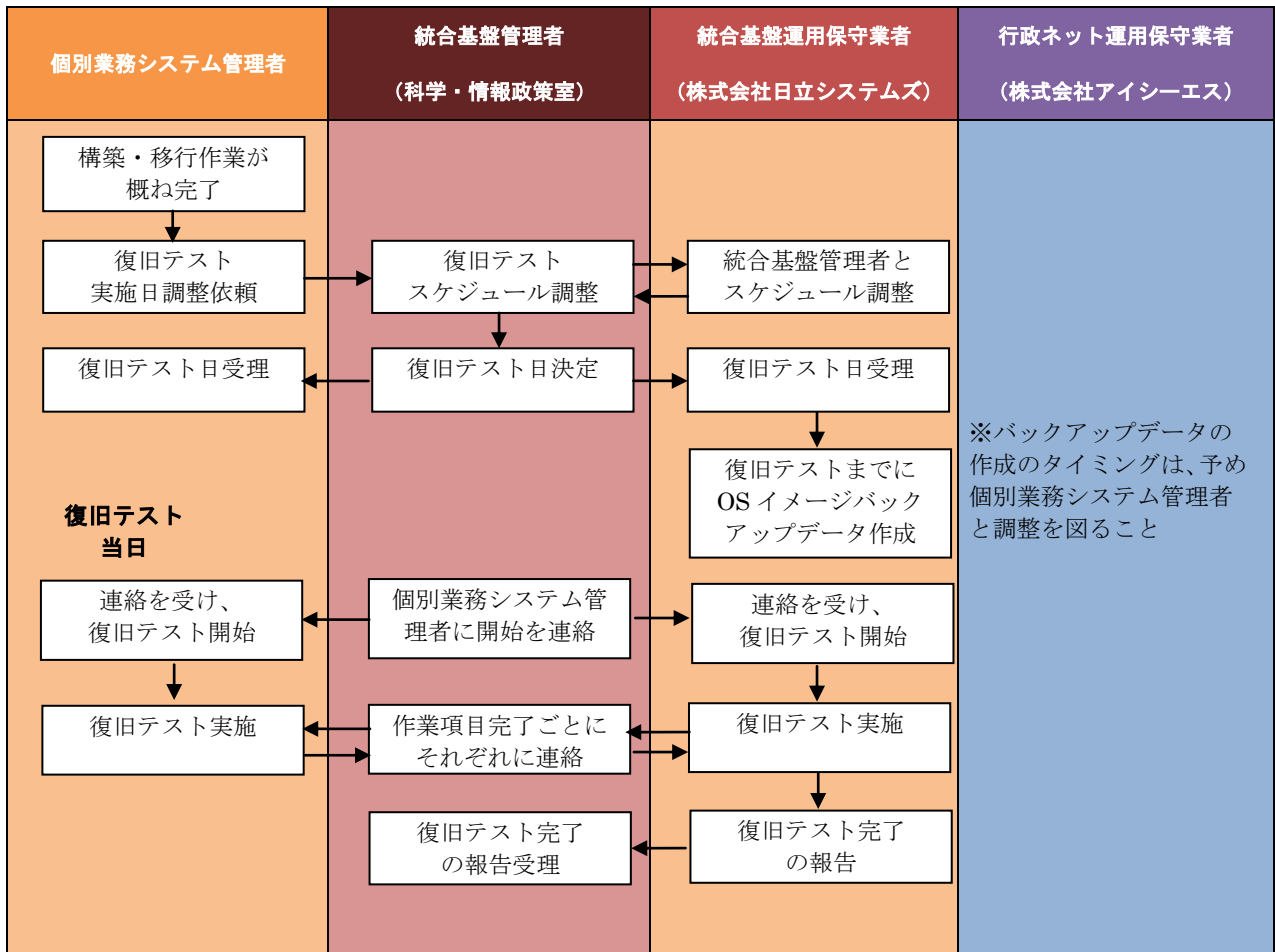 個別業務システム管理者
統合基盤管理者
（科学・情報政策室）
統合基盤運用保守業者
（株式会社日立システムズ）
行政ネット運用保守業者
（株式会社アイシーエス）
構築・移行作業が
概ね完了
復旧テスト
実施日調整依頼
復旧テスト
スケジュール調整
統合基盤管理者と
スケジュール調整
復旧テスト日受理
復旧テスト日決定
復旧テスト日受理
復旧テストまでに
OS イメージバック
アップデータ作成
※バックアップデータの
作成のタイミングは、予め
個別業務システム管理者
と調整を図ること
復旧テスト
当日
連絡を受け、
復旧テスト開始
個別業務システム管
理者に開始を連絡
連絡を受け、
復旧テスト開始
復旧テスト実施
作業項目完了ごとに
それぞれに連絡
復旧テスト実施
復旧テスト完了
の報告受理
復旧テスト完了
の報告